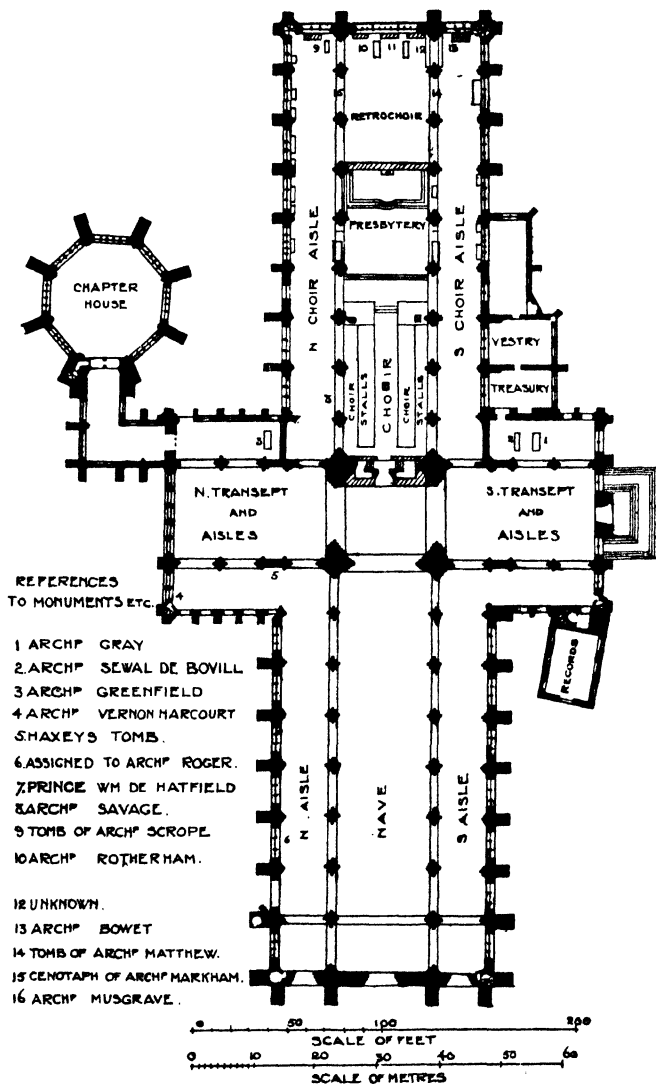 9 10 11 12 13
15 14
RETROCHOIR
PRESBYTERY
N CHOIR AISLE
S CHOIR AISLE
CHAPTER
HOUSE
VESTRY
TREASURY
CHOIR
STALLS
CHOIR
CHOIR
STALLS
8
3
2 1
N. TRANSEPT
AND
AISLES
S. TRANSEPT
AND
AISLES
5
4
RECORDS
N. AISLE
NAVE
S AISLE
6
REFERENCES
TO MONUMENTS ETC.
1 ARCHP GRAY
2. ARCHP SEWAL DE BOVILL
3 ARCHP GREENFIELD
4 ARCHP VERNON HARCOURT
5. HAXEYS TOMB.
6. ASSIGNED TO ARCHP ROGER.
7. PRINCE WM DE HATFIELD
8 ARCHP SAVAGE.
9 TOMB OF ARCHP SCROPE
10 ARCHP ROTHERHAM.
12 UNKNOWN.
13 ARCHP BOWET
14 TOMB OF ARCHP MATTHEW.
15 CENOTAPH OF ARCHP MARKHAM.
16 ARCHP MUSGRAVE.
0 50 100 200
SCALE OF FEET
0 10 20 30 40 50 60
SCALE OF METRES